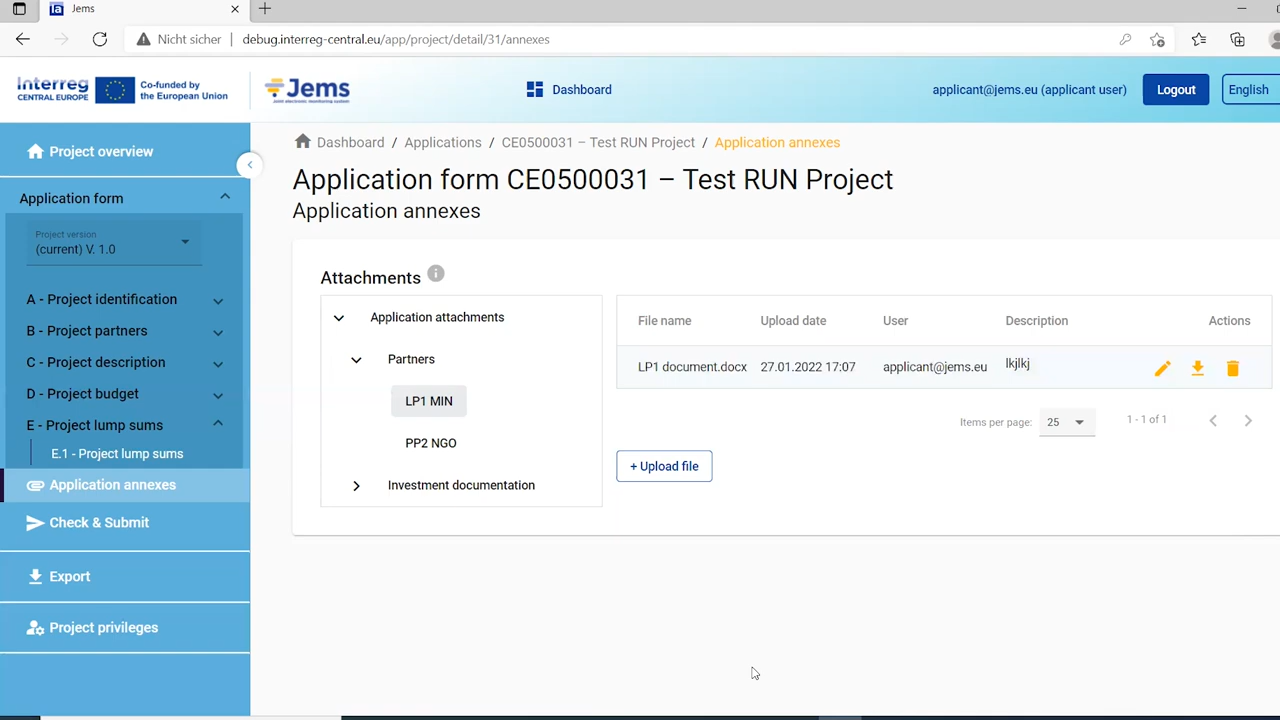 Jems
Nicht sicher
debug.interreg-central.eu/app/project/detail/31/annexes
Interreg
CENTRAL EUROPE
Co-funded by
the European Union
Jems
Dashboard
applicant@jems.eu (applicant user)
Logout
English
Project overview
Application form
Project version
(current) V. 1.0
A - Project identification
B - Project partners
C - Project description
D - Project budget
E - Project lump sums
E.1 - Project lump sums
Application annexes
Check & Submit
Export
Project privileges
Dashboard / Applications / CE0500031 – Test RUN Project / Application annexes
Application form CE0500031 – Test RUN Project
Application annexes
Attachments
Application attachments
Partners
LP1 MIN
PP2 NGO
Investment documentation
File name Upload date User Description Actions
LP1 document.docx 27.01.2022 17:07 applicant@jems.eu lkjlkj
Items per page: 25 1 - 1 of 1
+ Upload file